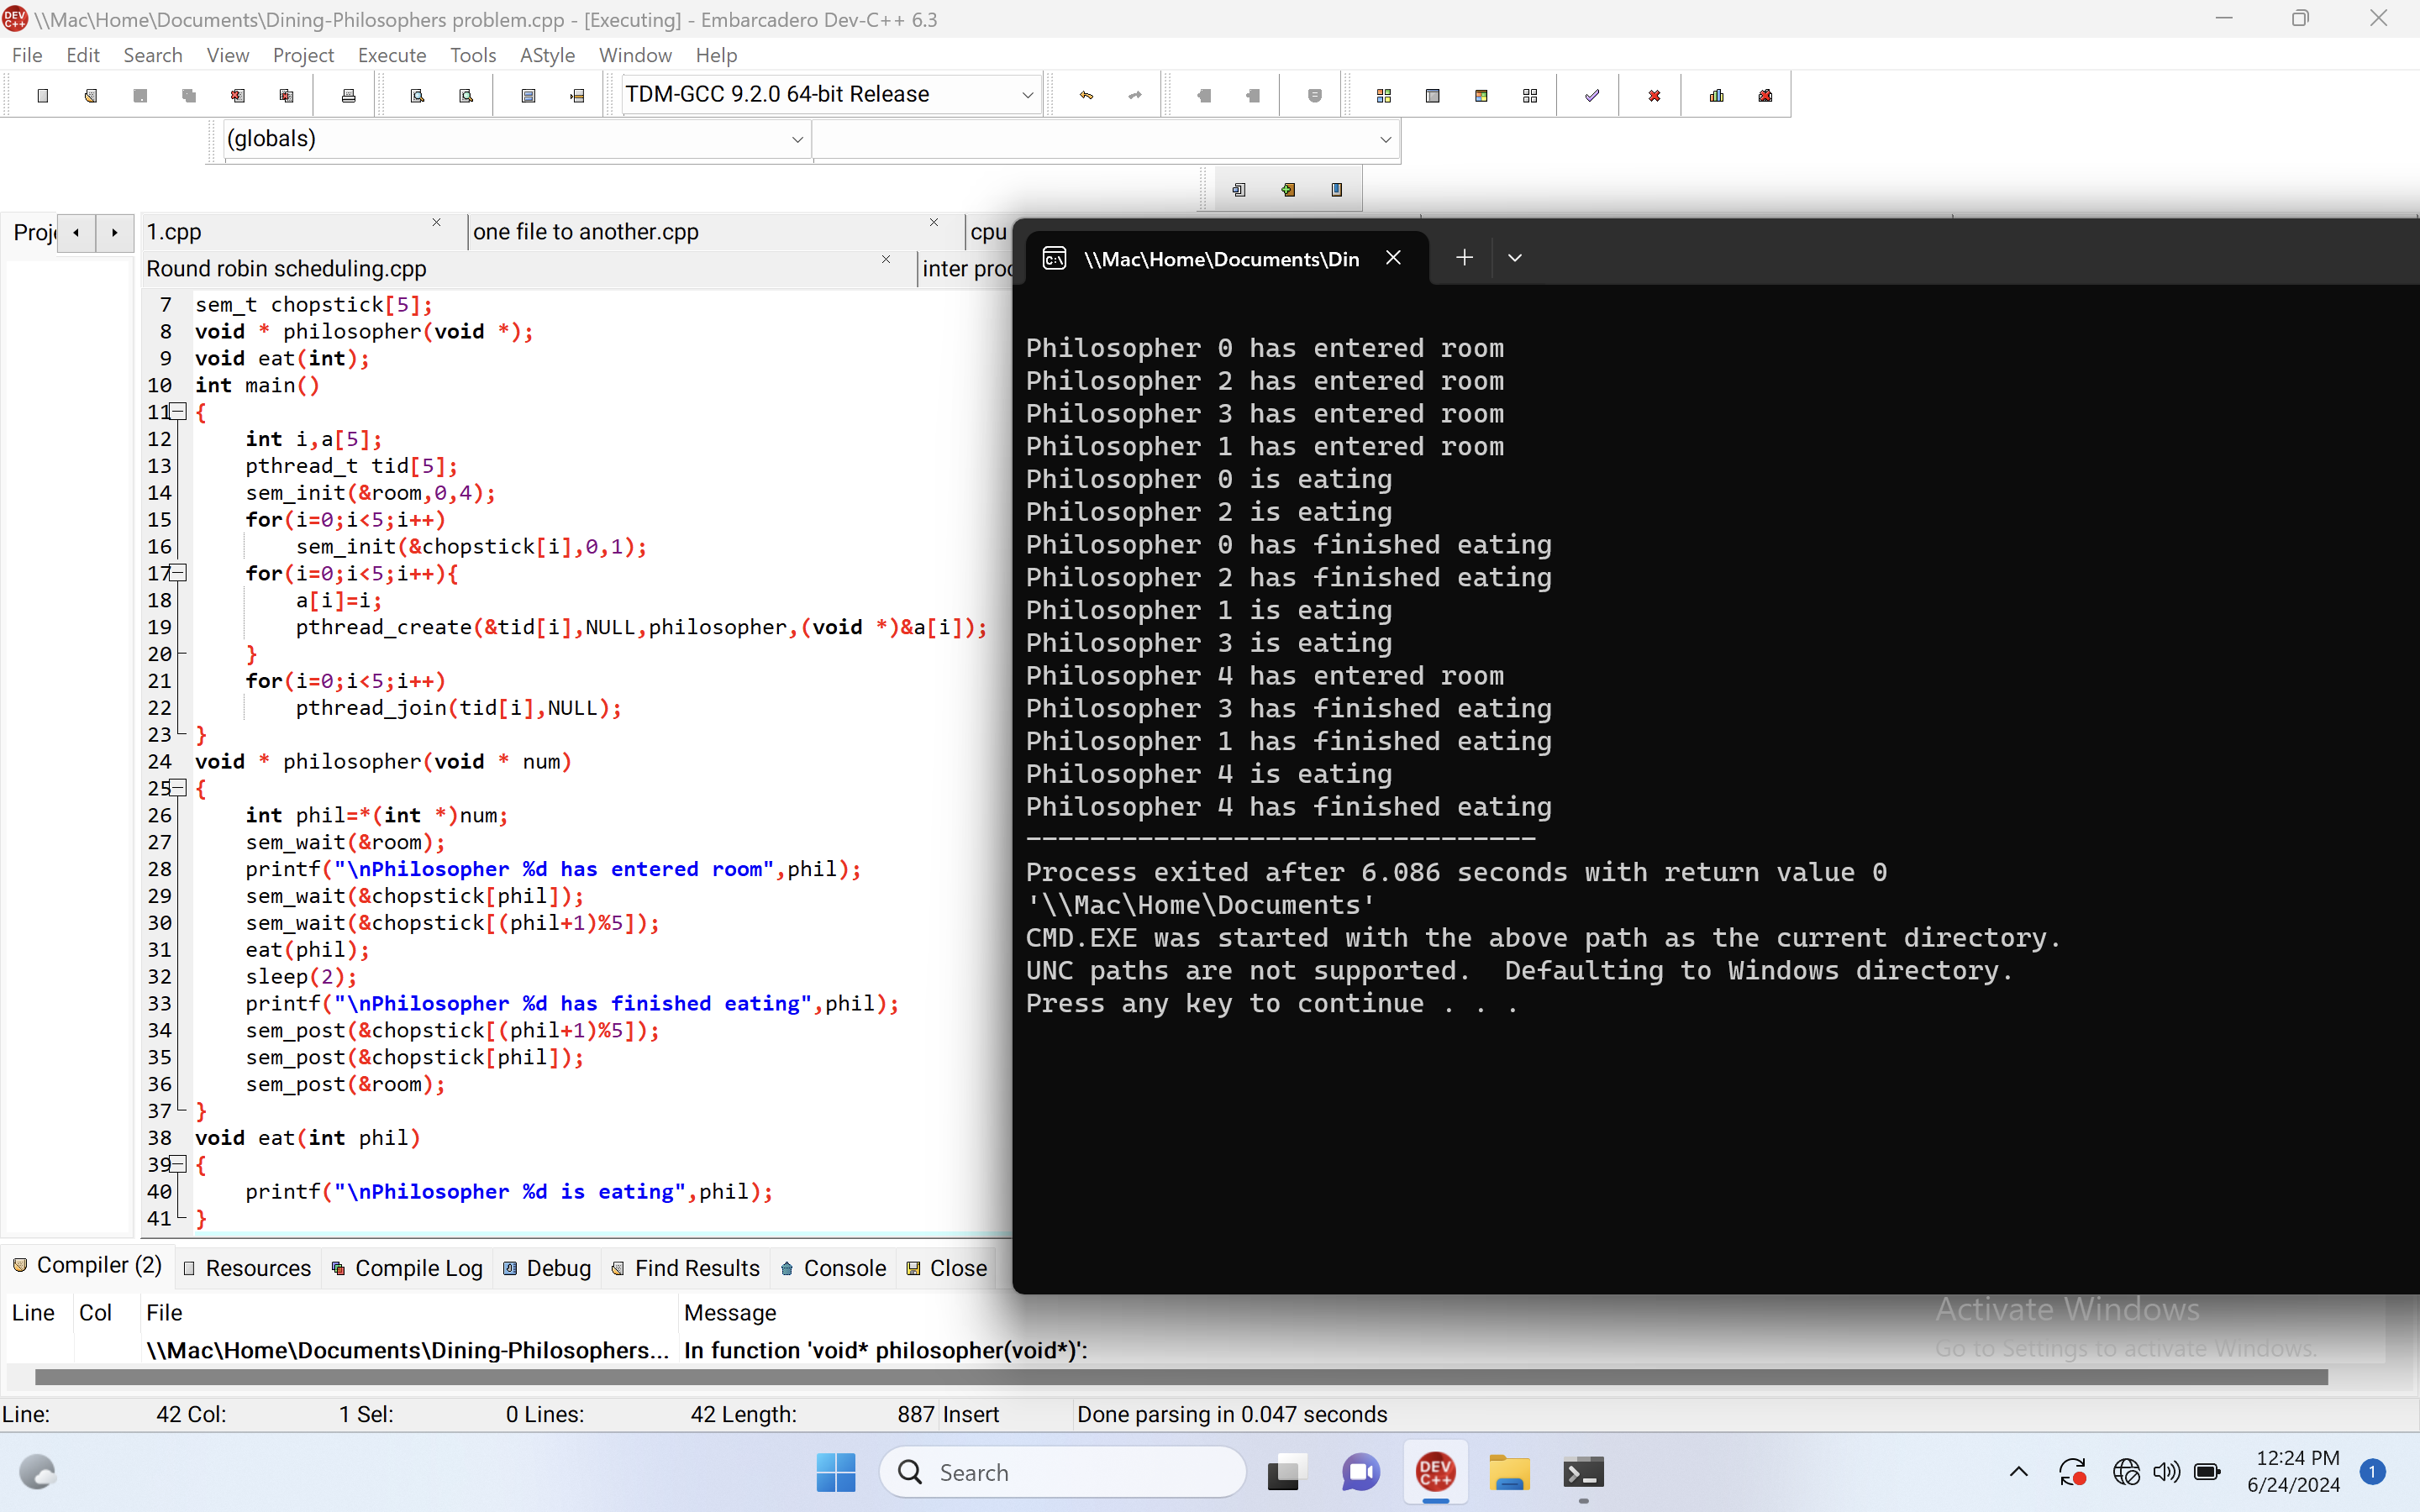 \\Mac\Home\Documents\Dining-Philosophers problem.cpp - [Executing] - Embarcadero Dev-C++ 6.3
File Edit Search View Project Execute Tools AStyle Window Help
TDM-GCC 9.2.0 64-bit Release
(globals)
Proje
1.cpp one file to another.cpp cpu
Round robin scheduling.cpp inter proc
7 sem_t chopstick[5];
8 void * philosopher(void *);
9 void eat(int);
10 int main()
11 {
12 int i,a[5];
13 pthread_t tid[5];
14 sem_init(&room,0,4);
15 for(i=0;i<5;i++)
16 sem_init(&chopstick[i],0,1);
17 for(i=0;i<5;i++){
18 a[i]=i;
19 pthread_create(&tid[i],NULL,philosopher,(void *)&a[i]);
20 }
21 for(i=0;i<5;i++)
22 pthread_join(tid[i],NULL);
23 }
24 void * philosopher(void * num)
25 {
26 int phil=*(int *)num;
27 sem_wait(&room);
28 printf("\nPhilosopher %d has entered room",phil);
29 sem_wait(&chopstick[phil]);
30 sem_wait(&chopstick[(phil+1)%5]);
31 eat(phil);
32 sleep(2);
33 printf("\nPhilosopher %d has finished eating",phil);
34 sem_post(&chopstick[(phil+1)%5]);
35 sem_post(&chopstick[phil]);
36 sem_post(&room);
37 }
38 void eat(int phil)
39 {
40 printf("\nPhilosopher %d is eating",phil);
41 }
\\Mac\Home\Documents\Din
Philosopher 0 has entered room
Philosopher 2 has entered room
Philosopher 3 has entered room
Philosopher 1 has entered room
Philosopher 0 is eating
Philosopher 2 is eating
Philosopher 0 has finished eating
Philosopher 2 has finished eating
Philosopher 1 is eating
Philosopher 3 is eating
Philosopher 4 has entered room
Philosopher 3 has finished eating
Philosopher 1 has finished eating
Philosopher 4 is eating
Philosopher 4 has finished eating
--------------------------------
Process exited after 6.086 seconds with return value 0
'\\Mac\Home\Documents'
CMD.EXE was started with the above path as the current directory.
UNC paths are not supported.  Defaulting to Windows directory.
Press any key to continue . . .
Compiler (2) Resources Compile Log Debug Find Results Console Close
Line Col File Message
\\Mac\Home\Documents\Dining-Philosophers... In function 'void* philosopher(void*)':
Activate Windows
Go to Settings to activate Windows.
Line: 42 Col: 1 Sel: 0 Lines: 42 Length: 887 Insert Done parsing in 0.047 seconds
Search
DEV C++
12:24 PM
6/24/2024
1